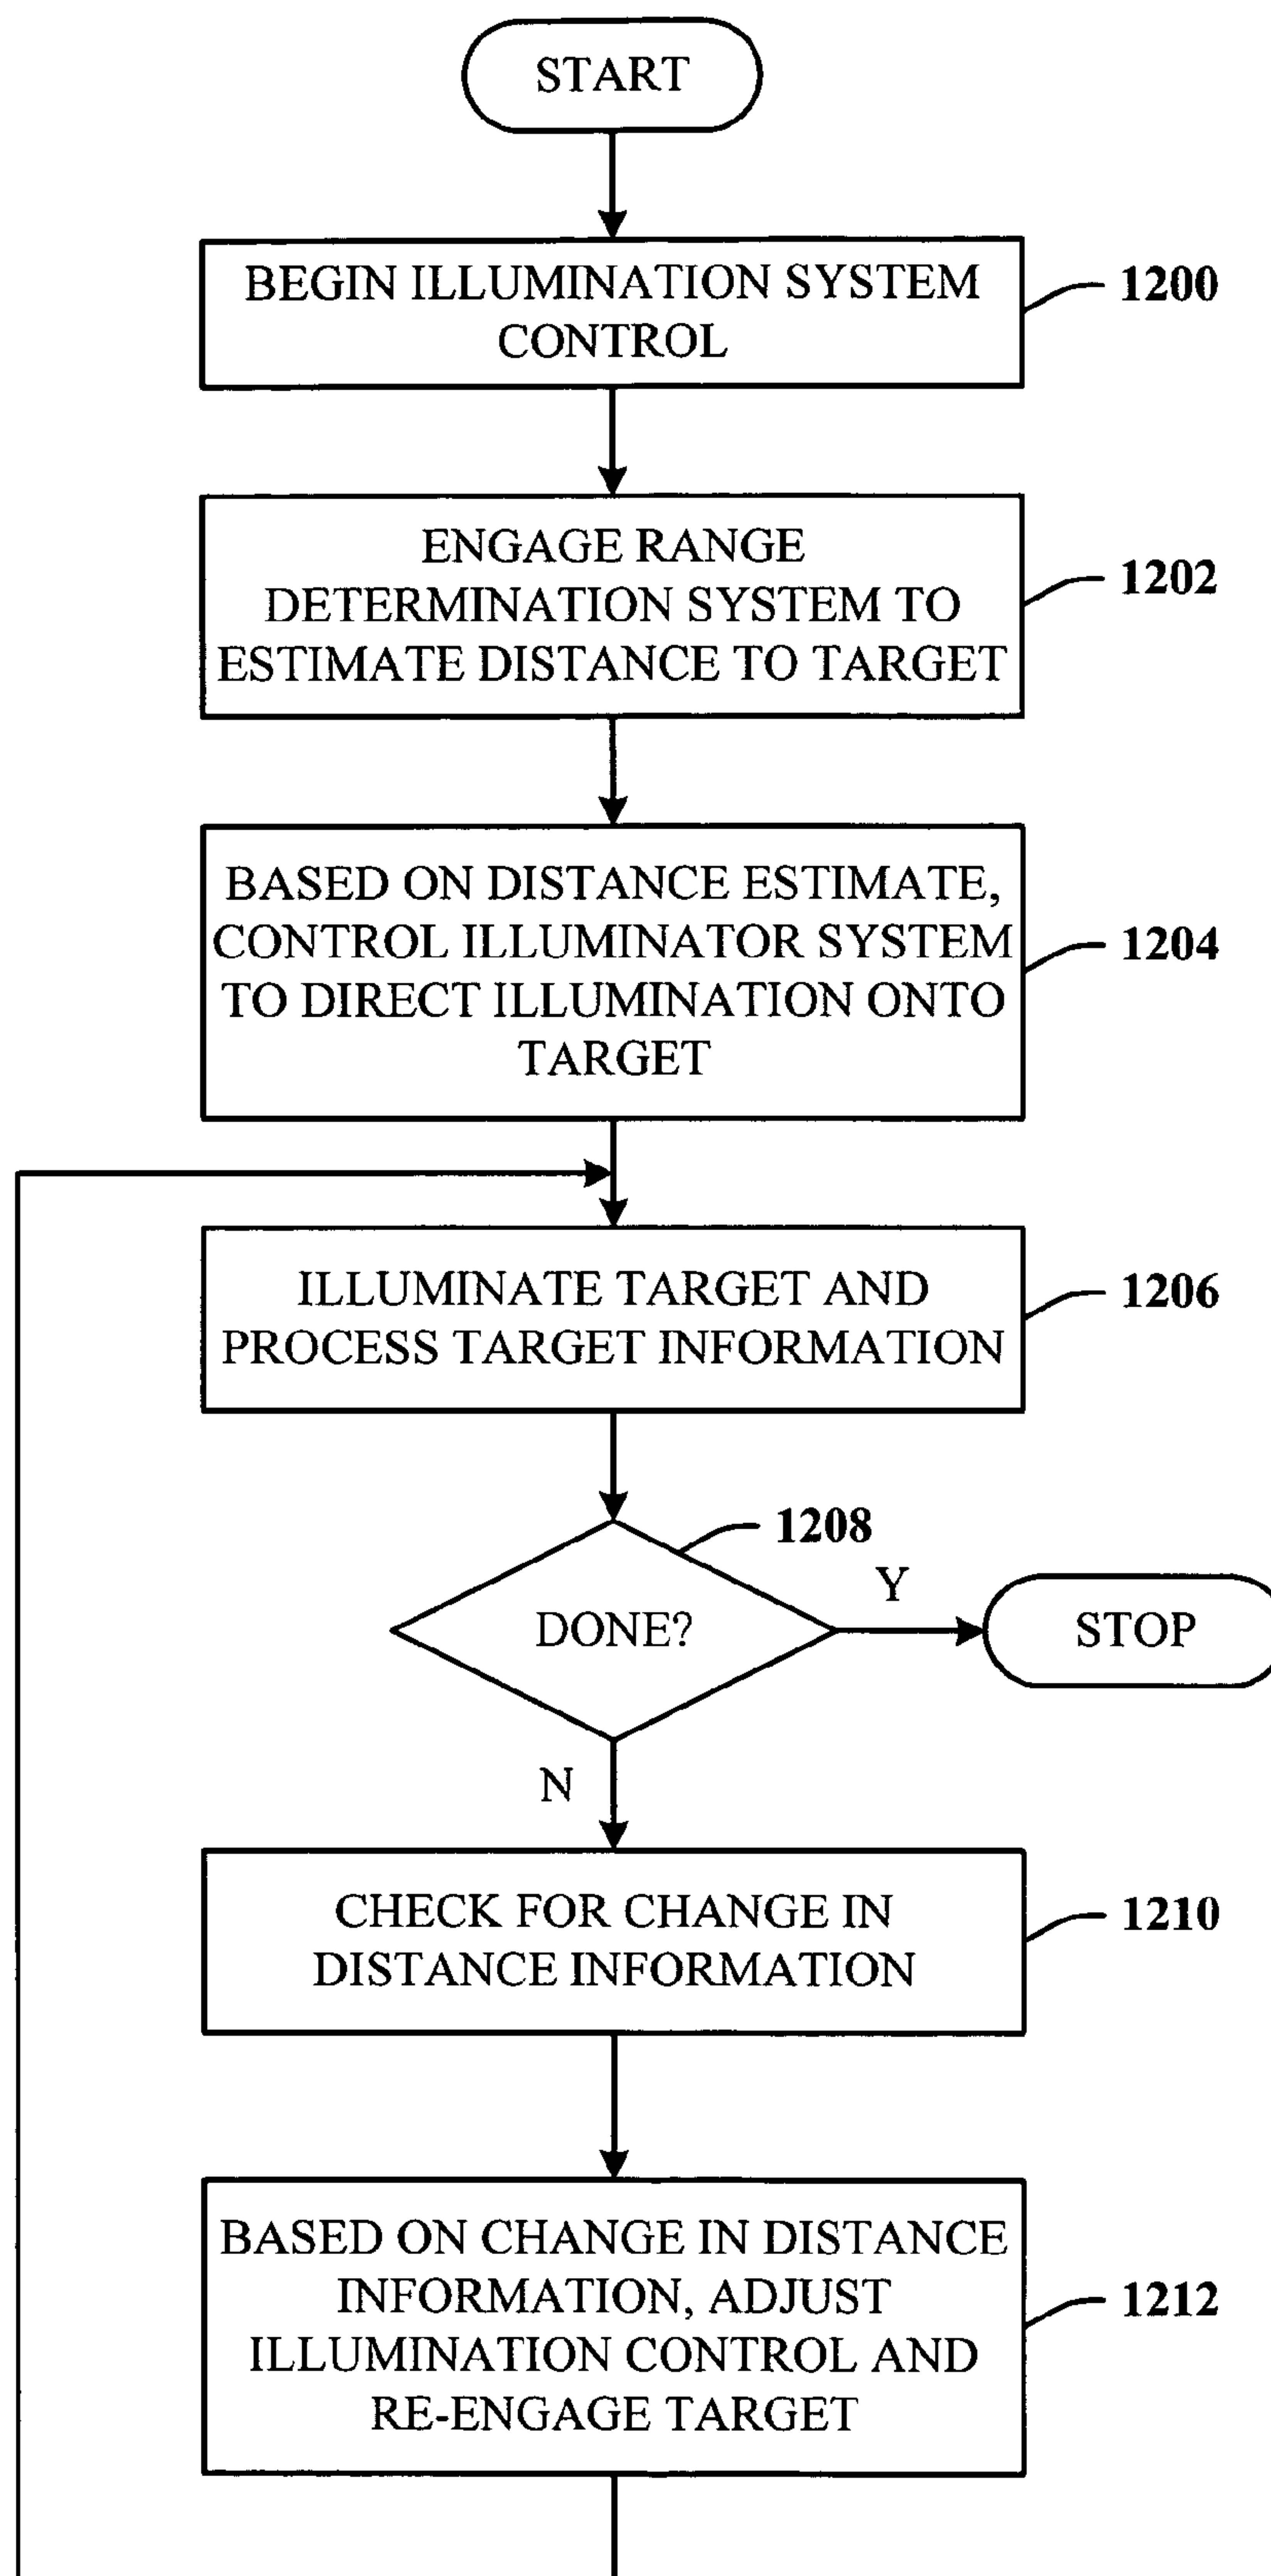 START
BEGIN ILLUMINATION SYSTEM
CONTROL
1200
ENGAGE RANGE
DETERMINATION SYSTEM TO
ESTIMATE DISTANCE TO TARGET
1202
BASED ON DISTANCE ESTIMATE,
CONTROL ILLUMINATOR SYSTEM
TO DIRECT ILLUMINATION ONTO
TARGET
1204
ILLUMINATE TARGET AND
PROCESS TARGET INFORMATION
1206
1208
DONE?
Y
STOP
N
CHECK FOR CHANGE IN
DISTANCE INFORMATION
1210
BASED ON CHANGE IN DISTANCE
INFORMATION, ADJUST
ILLUMINATION CONTROL AND
RE-ENGAGE TARGET
1212